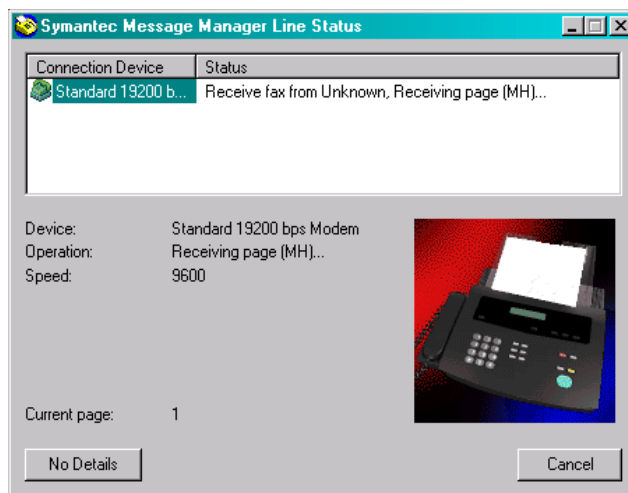 Symantec Message Manager Line Status
Connection Device Status
Standard 19200 b... Receive fax from Unknown, Receiving page (MH)...
Device: Standard 19200 bps Modem
Operation: Receiving page (MH)...
Speed: 9600
Current page: 1
No Details Cancel